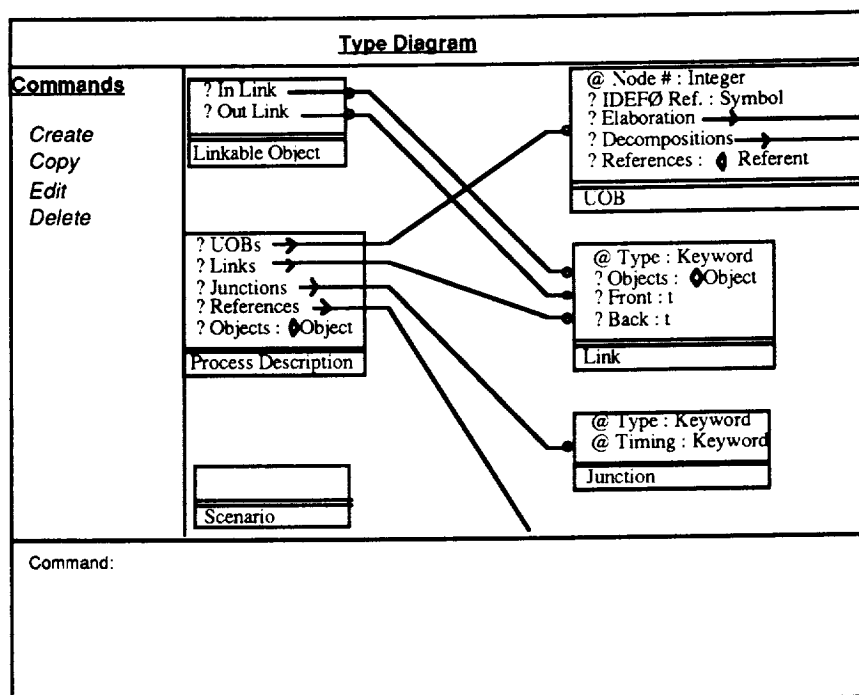 Type Diagram
Commands
Create
Copy
Edit
Delete
? In Link
? Out Link
Linkable Object
? UOBs
? Links
? Junctions
? References
? Objects : Object
Process Description
Scenario
@ Node # : Integer
? IDEFØ Ref. : Symbol
? Elaboration
? Decompositions
? References : Referent
UOB
@ Type : Keyword
? Objects : Object
? Front : t
? Back : t
Link
@ Type : Keyword
@ Timing : Keyword
Junction
Command: